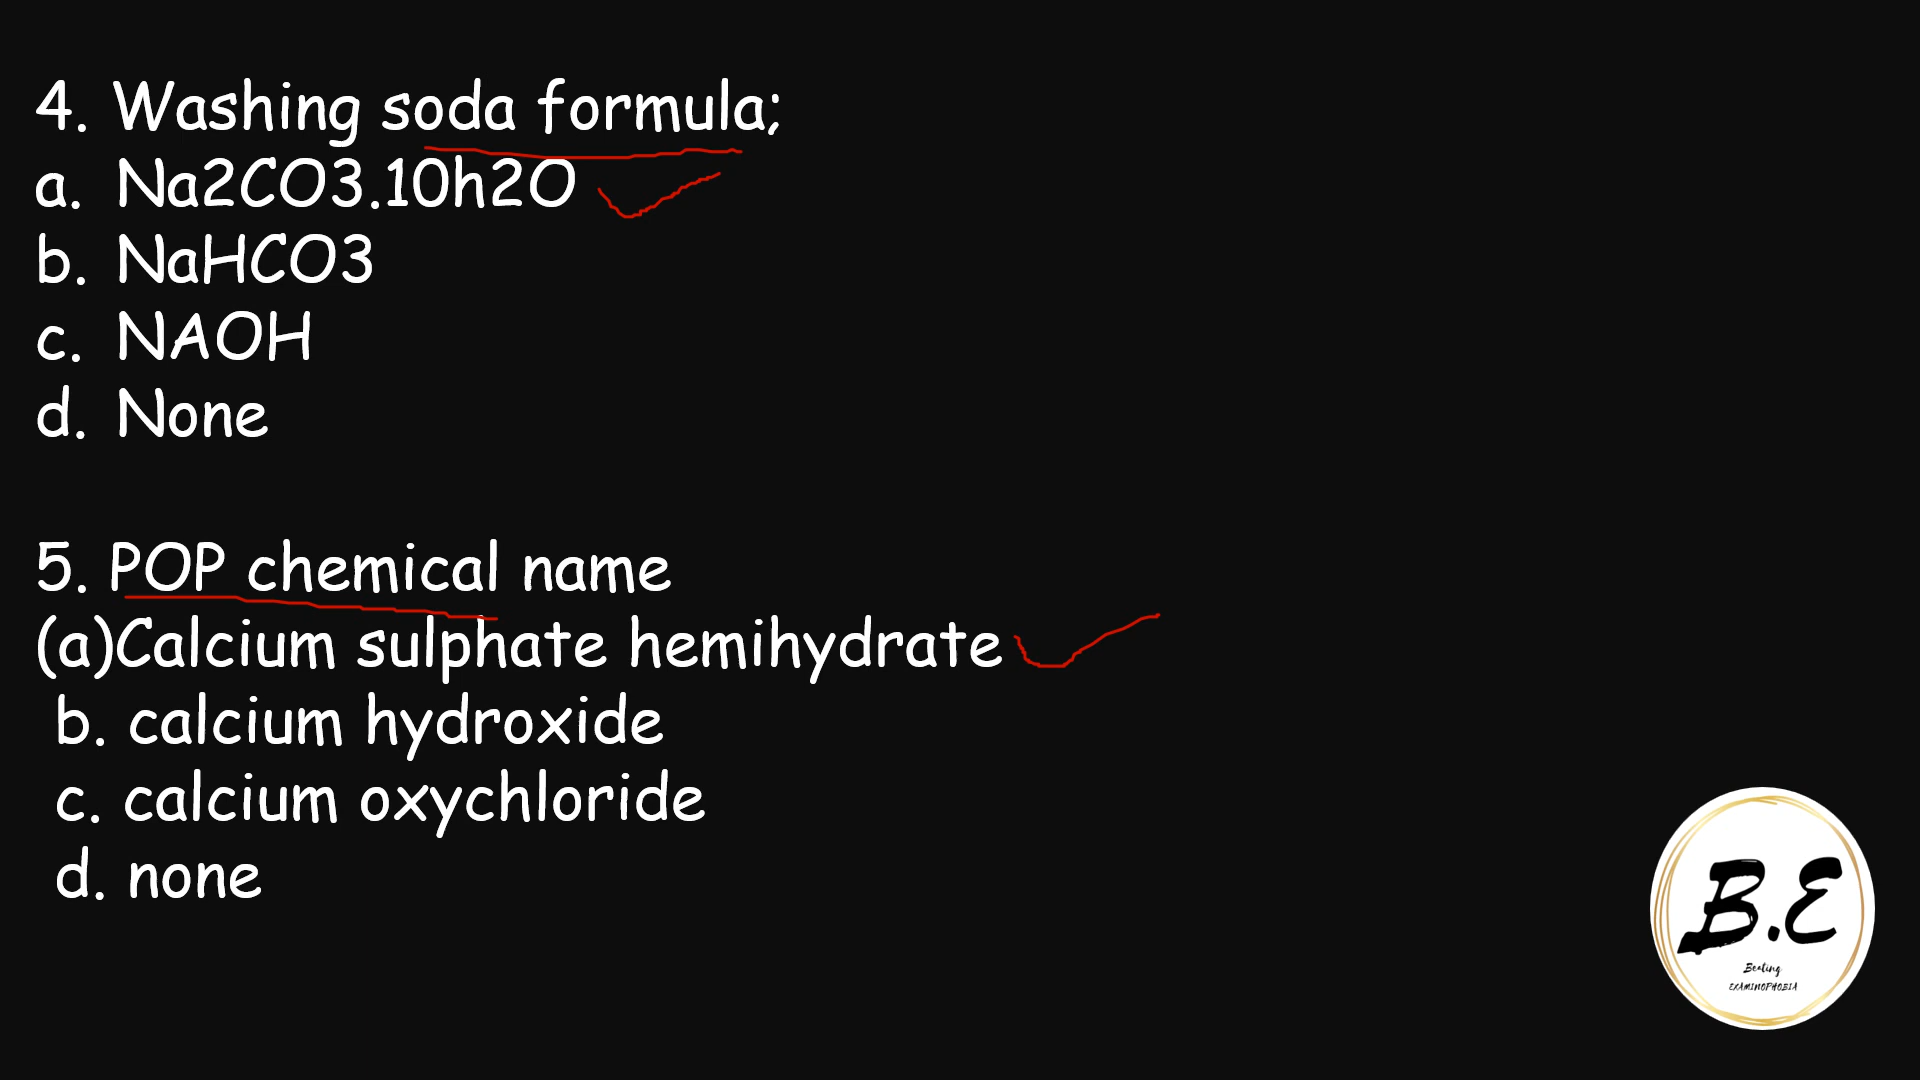 4. Washing soda formula;
a. Na2CO3.10h2O
b. NaHCO3
c. NAOH
d. None
5. POP chemical name
(a)Calcium sulphate hemihydrate
b. calcium hydroxide
c. calcium oxychloride
d. none
B.E
Beating
EXAMINOPHOBIA